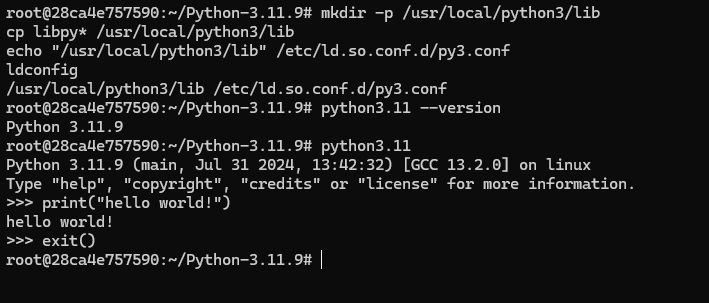 root@28ca4e757590:~/Python-3.11.9# mkdir -p /usr/local/python3/lib
cp libpy* /usr/local/python3/lib
echo "/usr/local/python3/lib" /etc/ld.so.conf.d/py3.conf
ldconfig
/usr/local/python3/lib /etc/ld.so.conf.d/py3.conf
root@28ca4e757590:~/Python-3.11.9# python3.11 --version
Python 3.11.9
root@28ca4e757590:~/Python-3.11.9# python3.11
Python 3.11.9 (main, Jul 31 2024, 13:42:32) [GCC 13.2.0] on linux
Type "help", "copyright", "credits" or "license" for more information.
>>> print("hello world!")
hello world!
>>> exit()
root@28ca4e757590:~/Python-3.11.9#